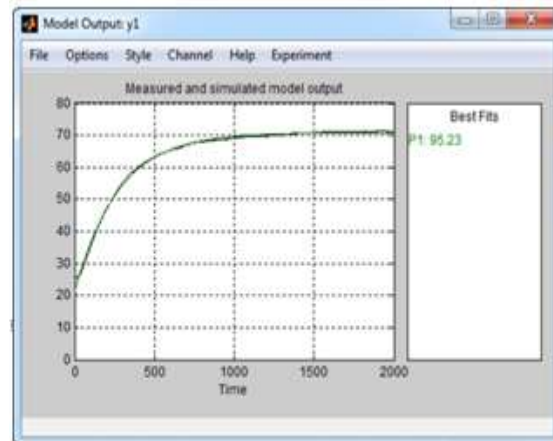 Model Output: y1
File Options Style Channel Help Experiment
Measured and simulated model output
80
70
60
50
40
30
20
10
0
0 500 1000 1500 2000
Time
Best Fits
P1: 95.23